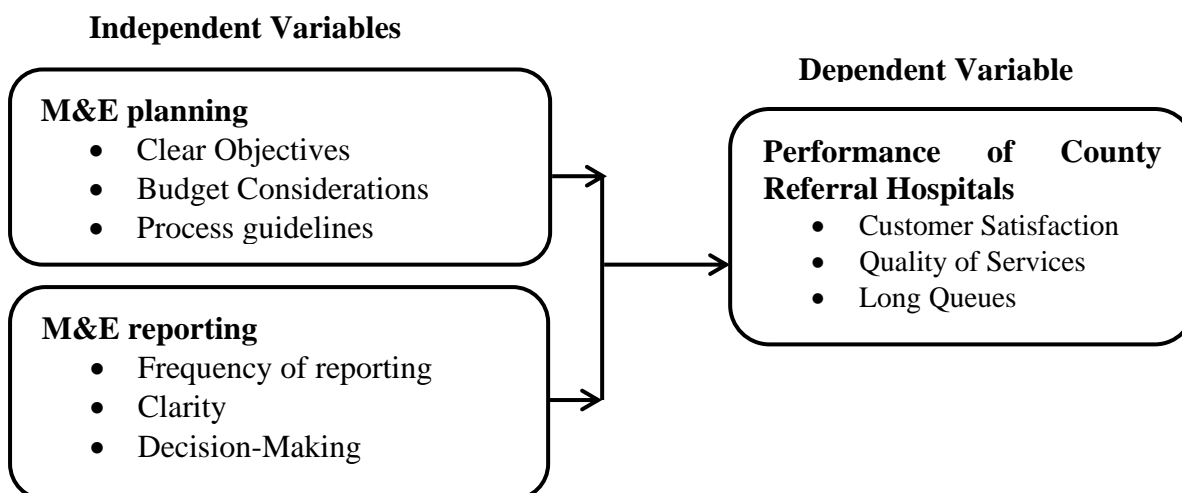 Independent Variables
M&E planning
• Clear Objectives
• Budget Considerations
• Process guidelines
M&E reporting
• Frequency of reporting
• Clarity
• Decision-Making
Dependent Variable
Performance of County
Referral Hospitals
• Customer Satisfaction
• Quality of Services
• Long Queues